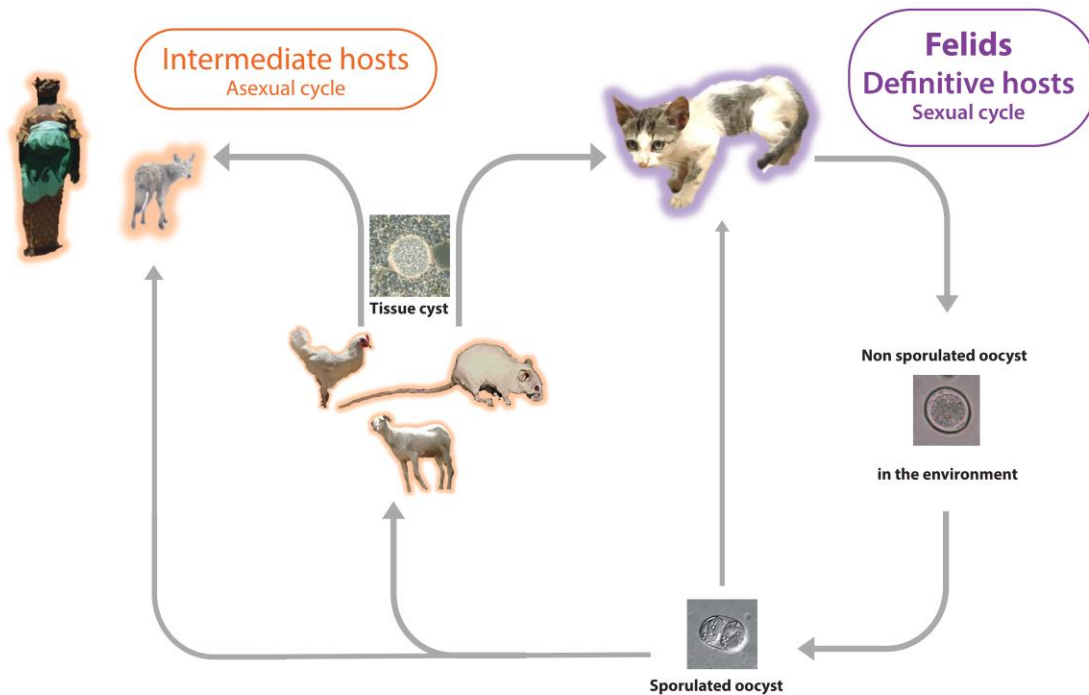 Intermediate hosts
Asexual cycle
Felids
Definitive hosts
Sexual cycle
Tissue cyst
Non sporulated oocyst
in the environment
Sporulated oocyst